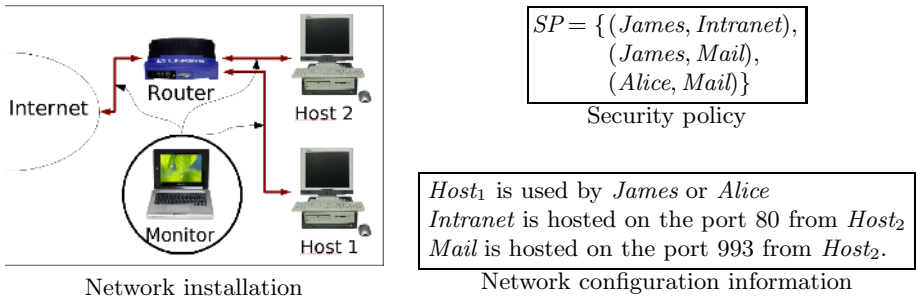 Internet
LINKSYS
Router
Host 2
Monitor
Host 1
Network installation
SP = {(James, Intranet),
(James, Mail),
(Alice, Mail)}
Security policy
Host₁ is used by James or Alice
Intranet is hosted on the port 80 from Host₂
Mail is hosted on the port 993 from Host₂.
Network configuration information